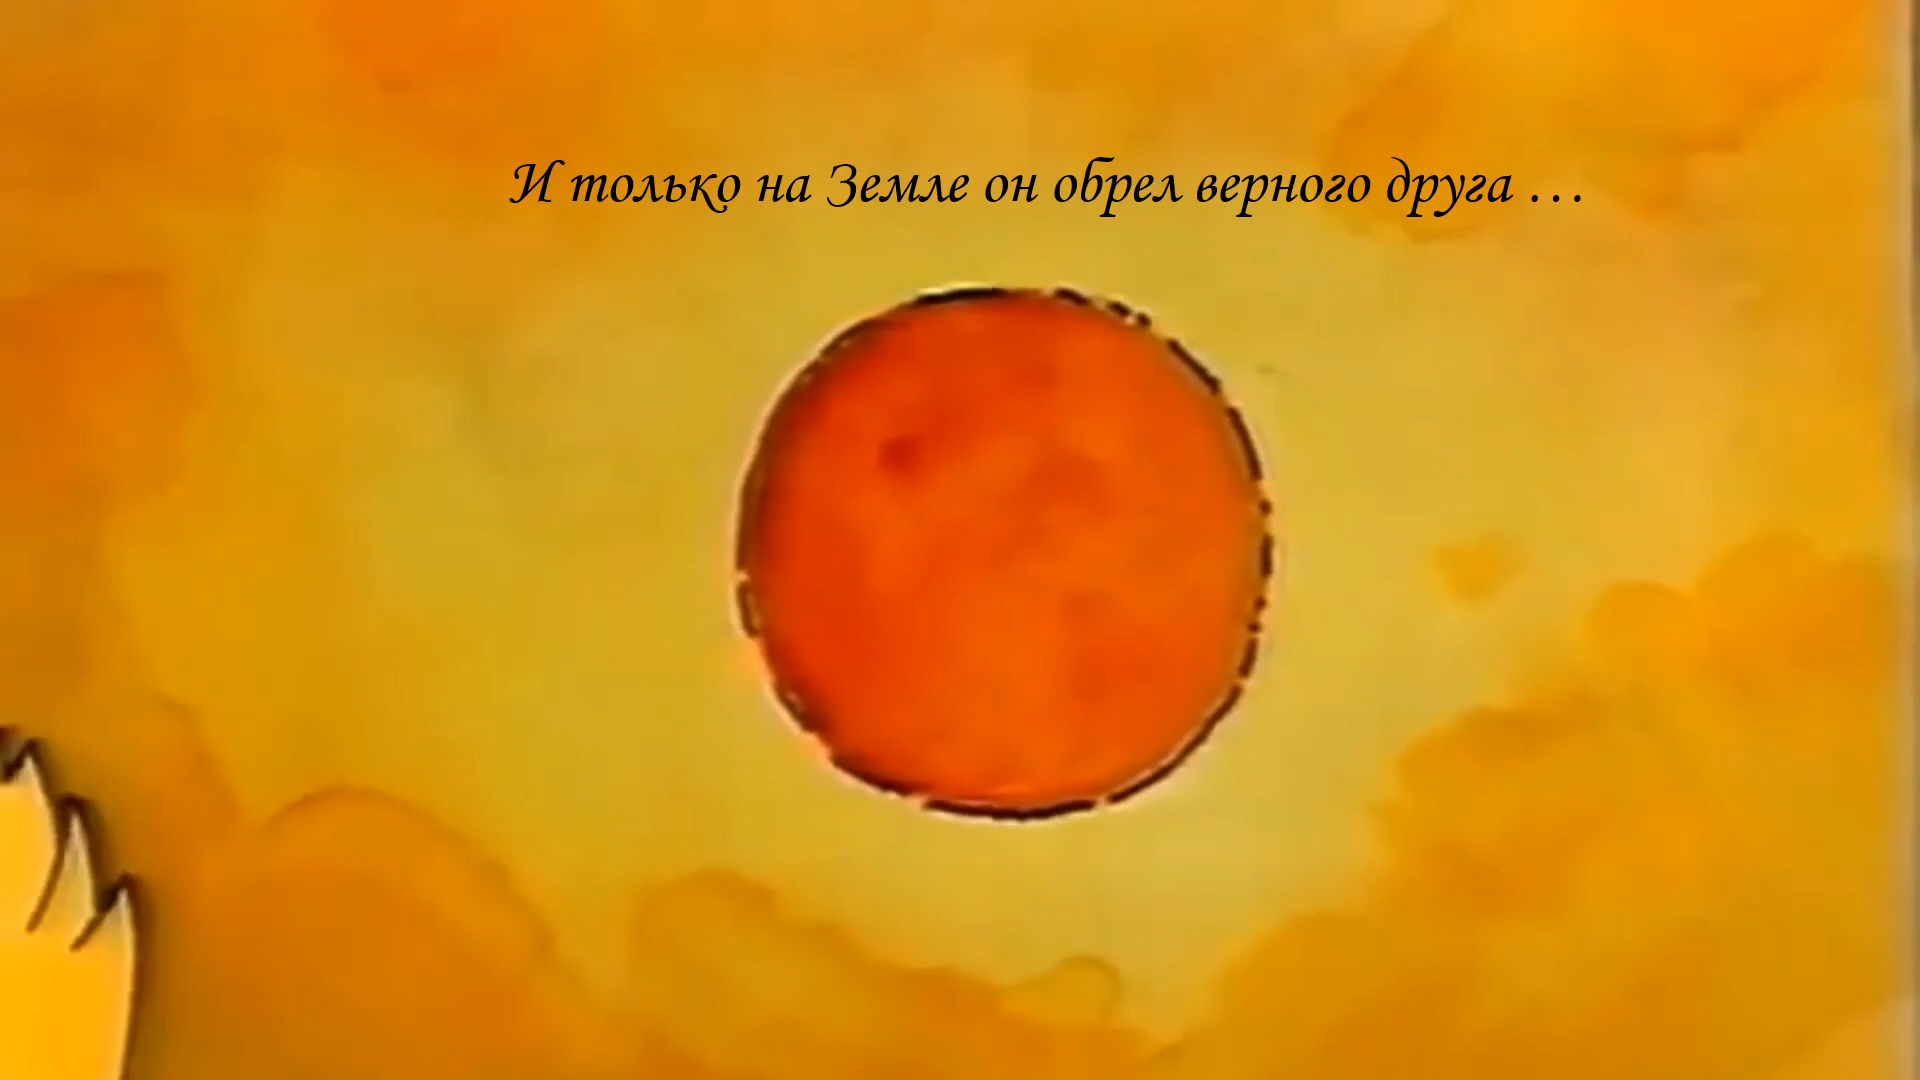 И только на Земле он обрел верного друга …